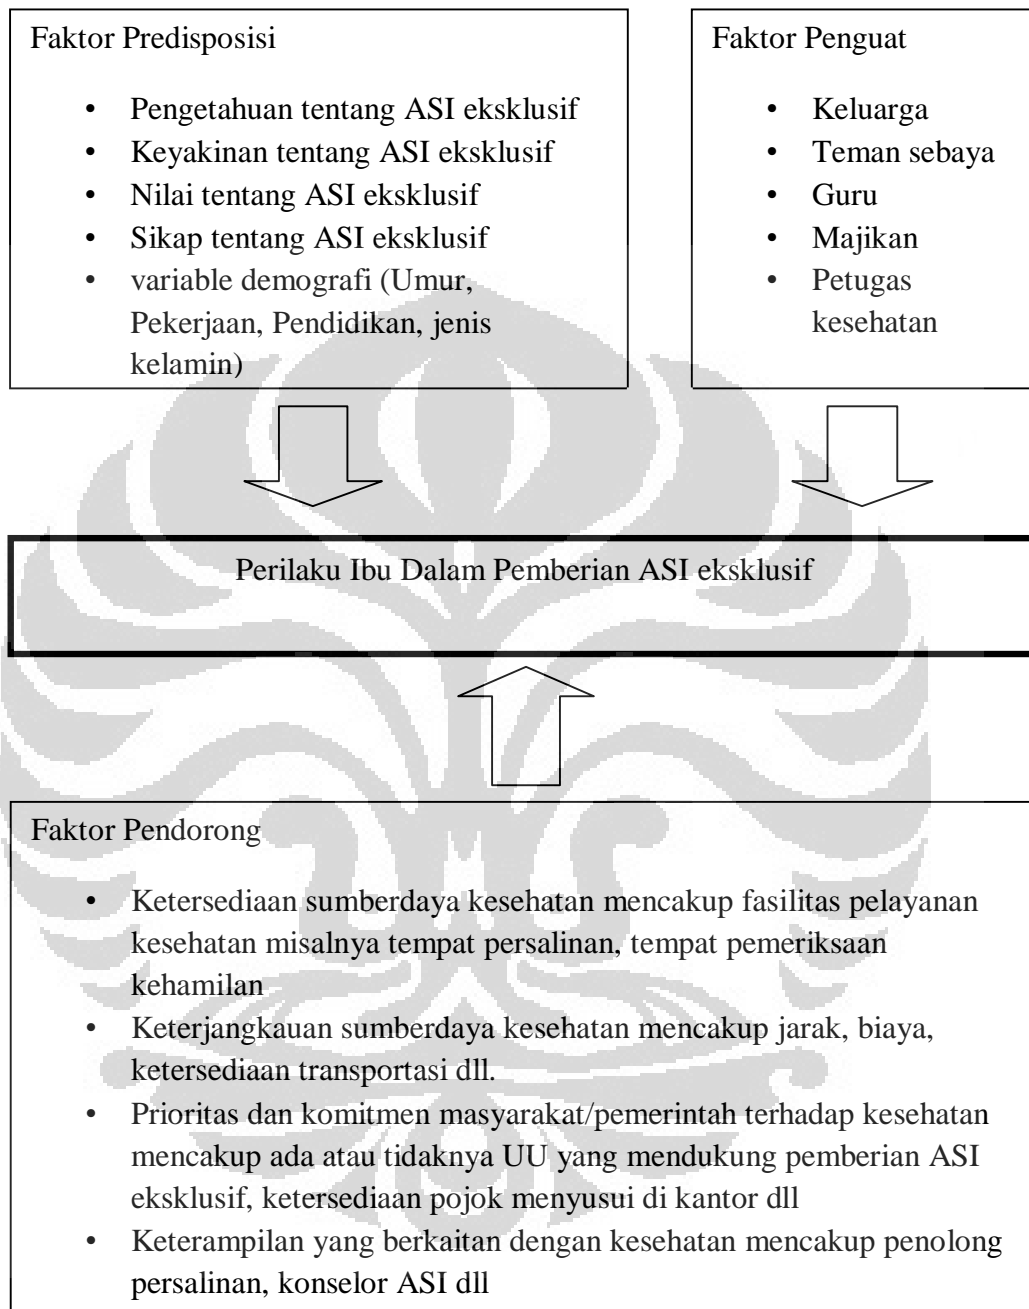 Faktor Predisposisi
• Pengetahuan tentang ASI eksklusif
• Keyakinan tentang ASI eksklusif
• Nilai tentang ASI eksklusif
• Sikap tentang ASI eksklusif
• variable demografi (Umur,
Pekerjaan, Pendidikan, jenis
kelamin)
Faktor Penguat
• Keluarga
• Teman sebaya
• Guru
• Majikan
• Petugas
kesehatan
Perilaku Ibu Dalam Pemberian ASI eksklusif
Faktor Pendorong
• Ketersediaan sumberdaya kesehatan mencakup fasilitas pelayanan
kesehatan misalnya tempat persalinan, tempat pemeriksaan
kehamilan
• Keterjangkauan sumberdaya kesehatan mencakup jarak, biaya,
ketersediaan transportasi dll.
• Prioritas dan komitmen masyarakat/pemerintah terhadap kesehatan
mencakup ada atau tidaknya UU yang mendukung pemberian ASI
eksklusif, ketersediaan pojok menyusui di kantor dll
• Keterampilan yang berkaitan dengan kesehatan mencakup penolong
persalinan, konselor ASI dll